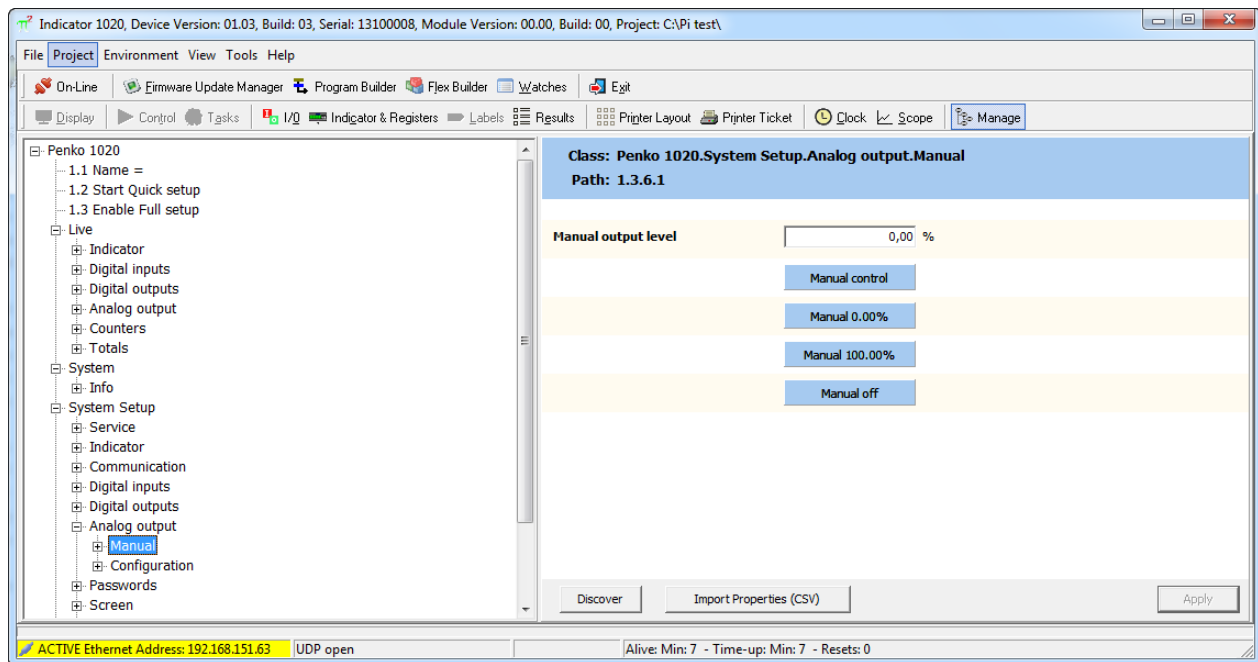 Indicator 1020, Device Version: 01.03, Build: 03, Serial: 13100008, Module Version: 00.00, Build: 00, Project: C:\Pi test\
File Project Environment View Tools Help
On-Line Firmware Update Manager Program Builder Flex Builder Watches Exit
Display Control Tasks I/O Indicator & Registers Labels Results Printer Layout Printer Ticket Clock Scope Manage
Penko 1020
1.1 Name =
1.2 Start Quick setup
1.3 Enable Full setup
Live
Indicator
Digital inputs
Digital outputs
Analog output
Counters
Totals
System
Info
System Setup
Service
Indicator
Communication
Digital inputs
Digital outputs
Analog output
Manual
Configuration
Passwords
Screen
Class: Penko 1020.System Setup.Analog output.Manual
Path: 1.3.6.1
Manual output level 0,00 %
Manual control
Manual 0.00%
Manual 100.00%
Manual off
Discover Import Properties (CSV) Apply
ACTIVE Ethernet Address: 192.168.151.63 UDP open Alive: Min: 7 - Time-up: Min: 7 - Resets: 0